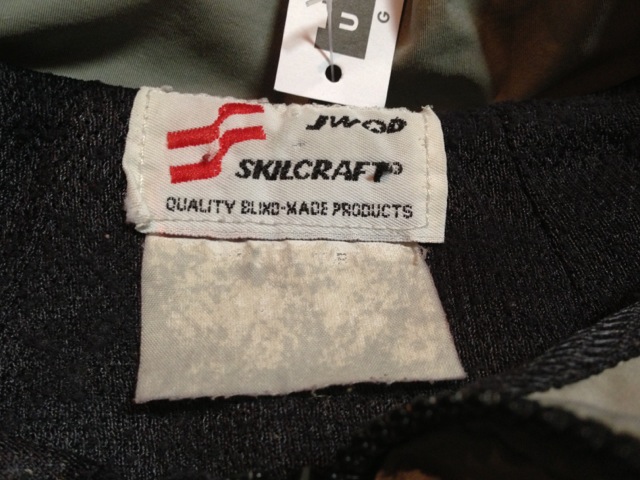 U
G
JWOD
SKILCRAFT®
QUALITY BLIND-MADE PRODUCTS